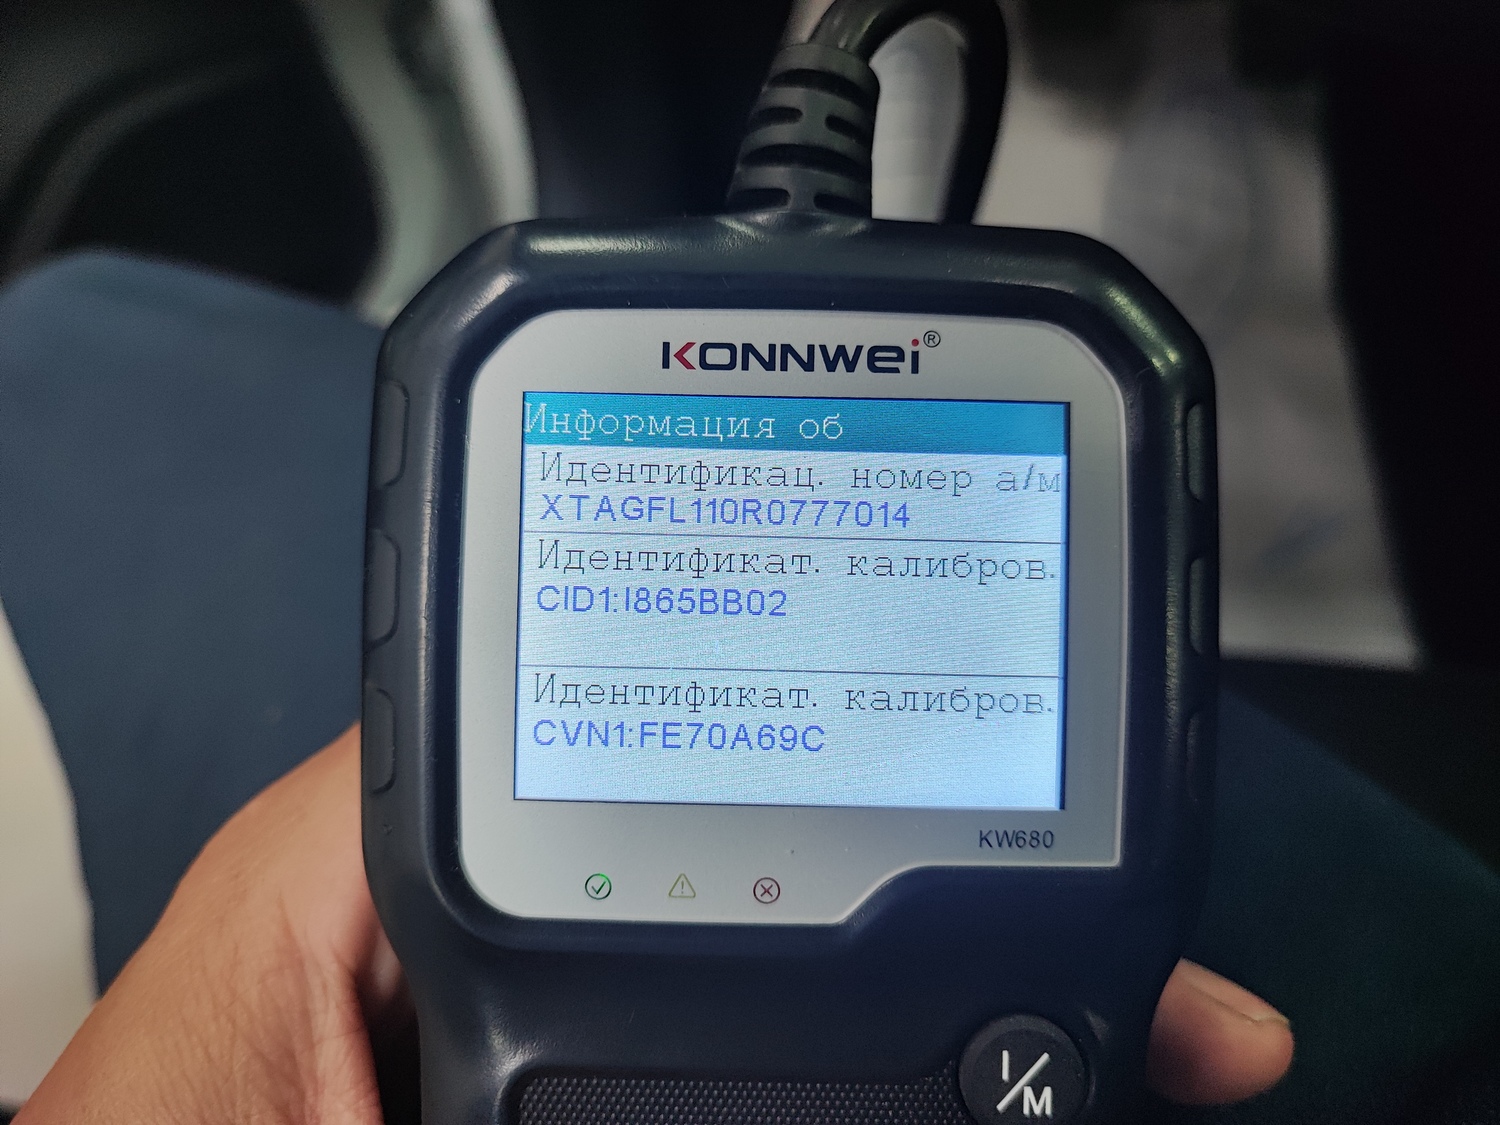 KONNWEI®
Информация об
Идентификац. номер а/м
XTAGFL110R0777014
Идентификат. калибров.
CID1:I865BB02
Идентификат. калибров.
CVN1:FE70A69C
KW680
I/M